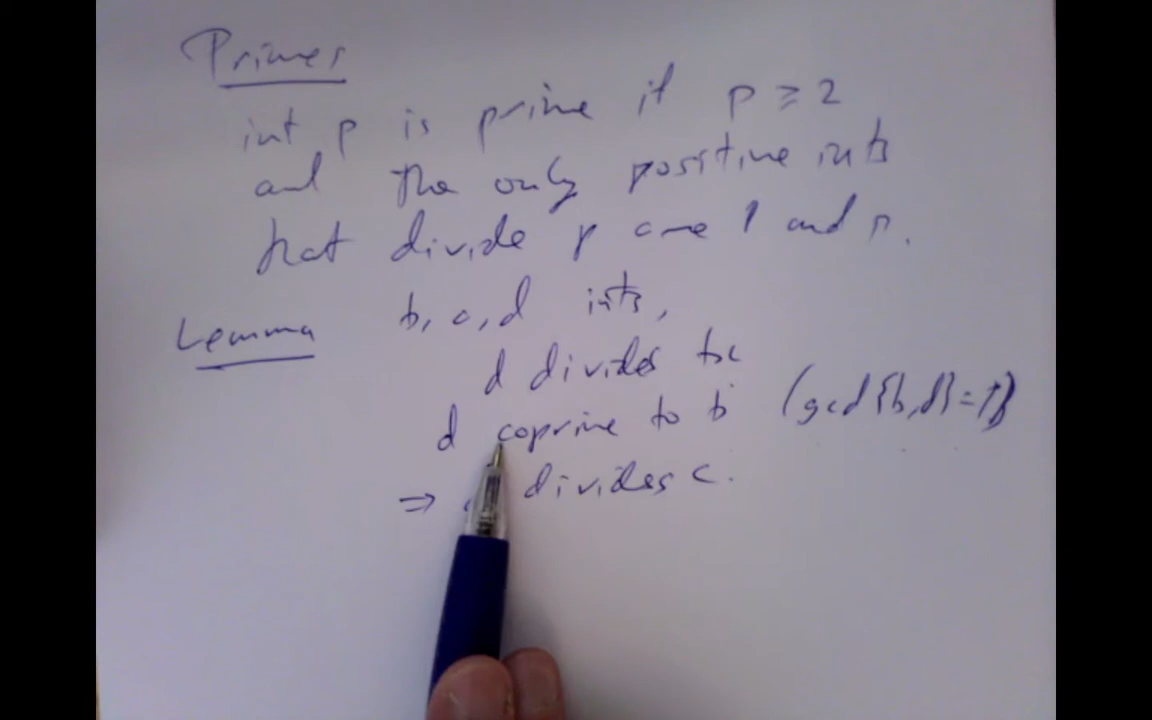 Primes
int p is prime if p ≥ 2
and the only positive ints
that divide p are 1 and p.
Lemma b, c, d ints,
d divides bc
d coprime to b (gcd{b,d}=1)
⇒ divides c.